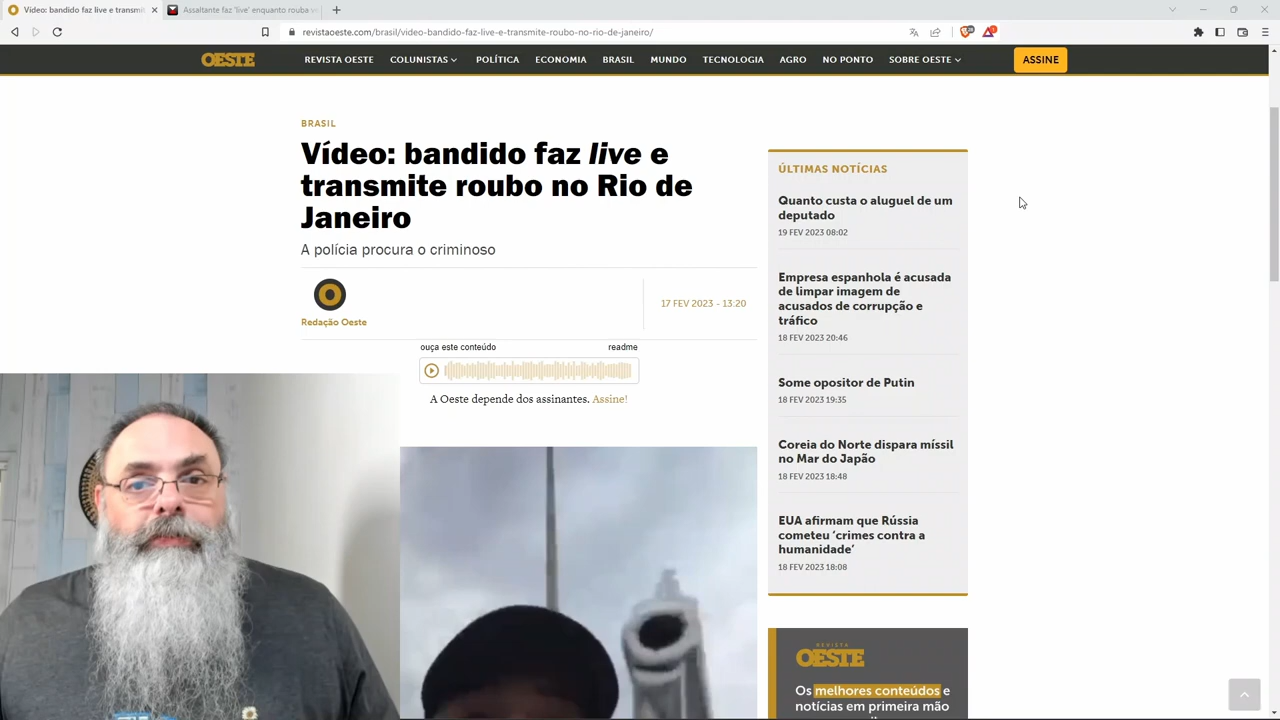 Vídeo: bandido faz live e transmit
Assaltante faz 'live' enquanto rouba v
revistaoeste.com/brasil/video-bandido-faz-live-e-transmite-roubo-no-rio-de-janeiro/
OESTE
REVISTA OESTE COLUNISTAS POLÍTICA ECONOMIA BRASIL MUNDO TECNOLOGIA AGRO NO PONTO SOBRE OESTE ASSINE
BRASIL
Vídeo: bandido faz live e
transmite roubo no Rio de
Janeiro
A polícia procura o criminoso
Redação Oeste
17 FEV 2023 - 13:20
ouça este conteúdo readme
A Oeste depende dos assinantes. Assine!
ÚLTIMAS NOTÍCIAS
Quanto custa o aluguel de um
deputado
19 FEV 2023 08:02
Empresa espanhola é acusada
de limpar imagem de
acusados de corrupção e
tráfico
18 FEV 2023 20:46
Some opositor de Putin
18 FEV 2023 19:35
Coreia do Norte dispara míssil
no Mar do Japão
18 FEV 2023 18:48
EUA afirmam que Rússia
cometeu 'crimes contra a
humanidade'
18 FEV 2023 18:08
REVISTA
OESTE
Os melhores conteúdos e
notícias em primeira mão